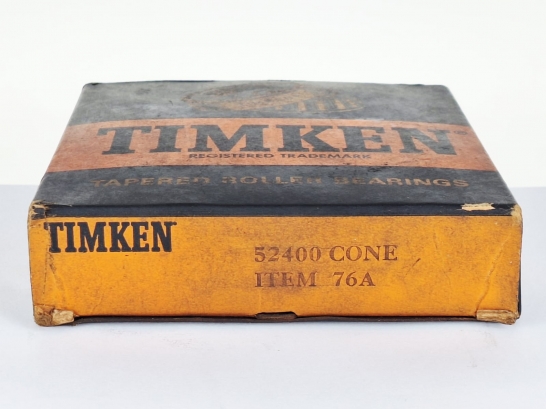 TIMKEN
REGISTERED TRADEMARK
TAPERED ROLLER BEARINGS
TIMKEN
52400 CONE
ITEM 76A